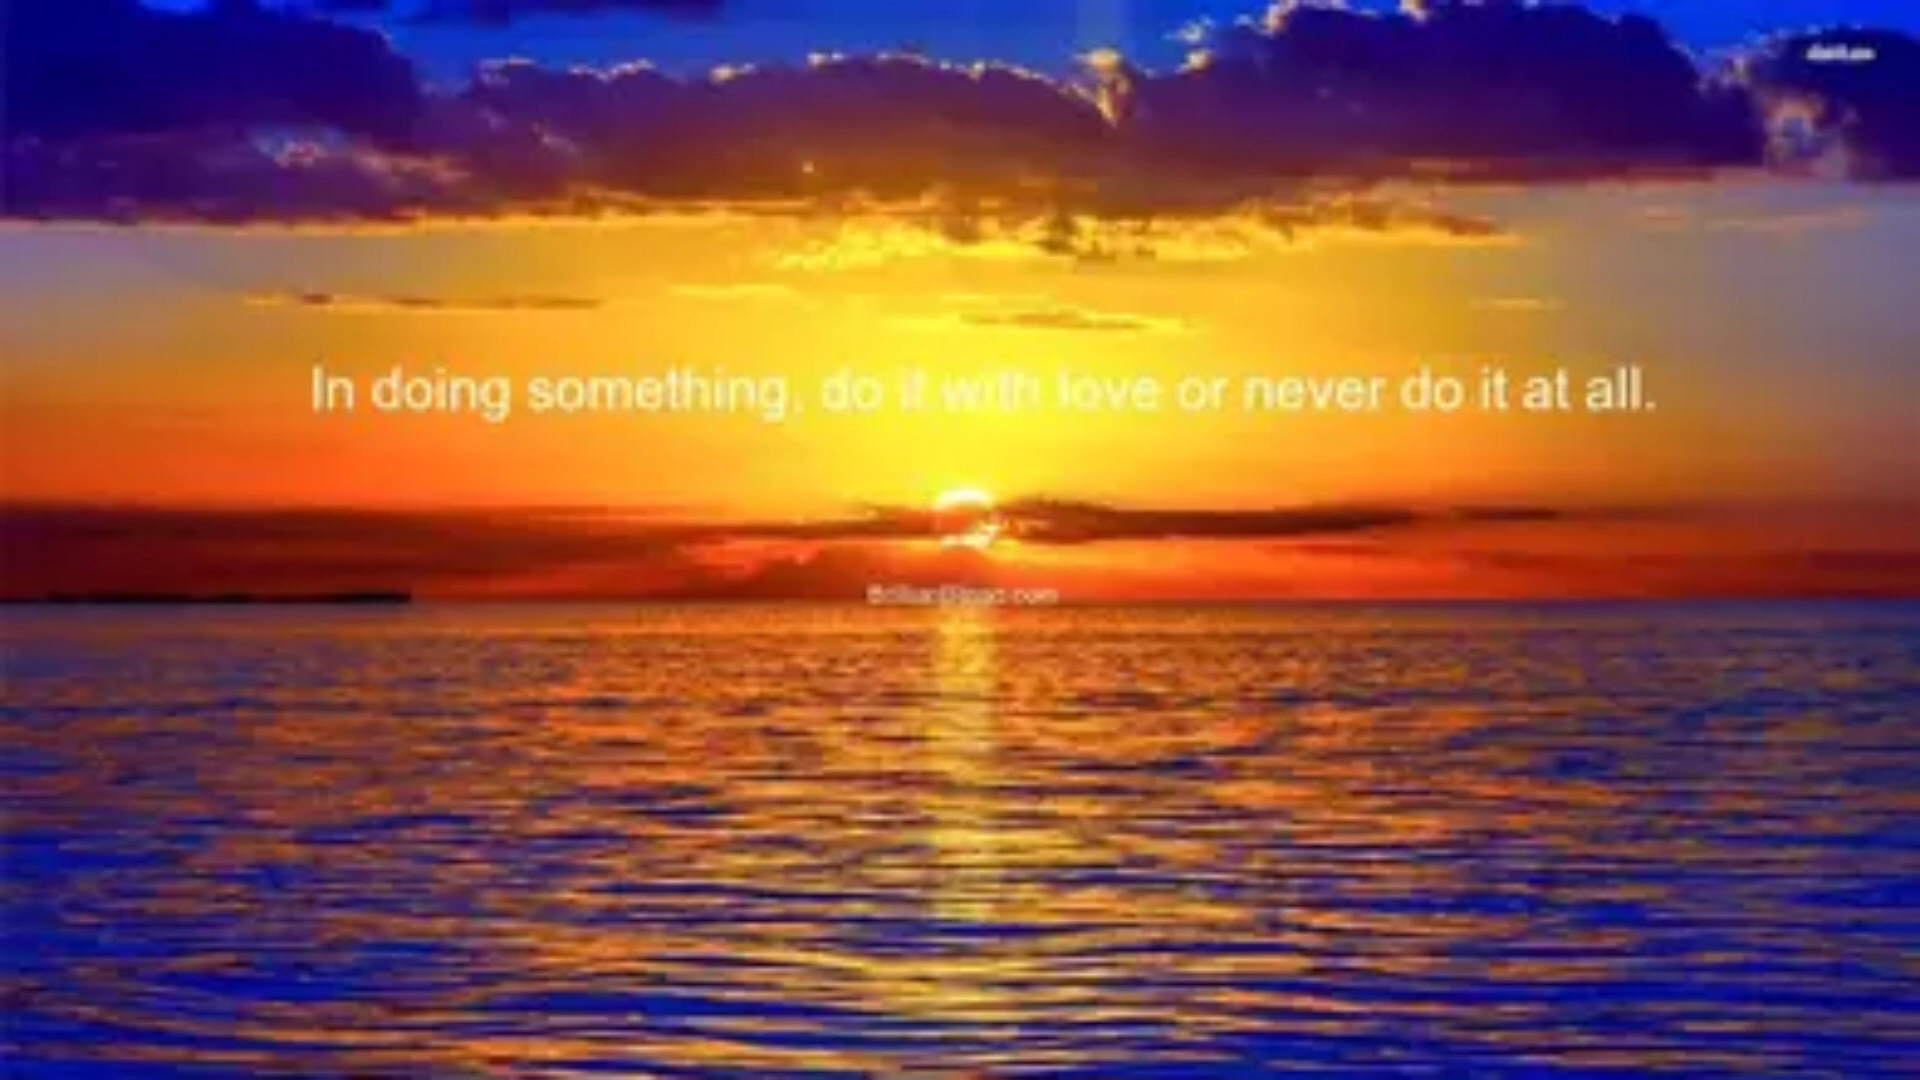 In doing something, do it with love or never do it at all.